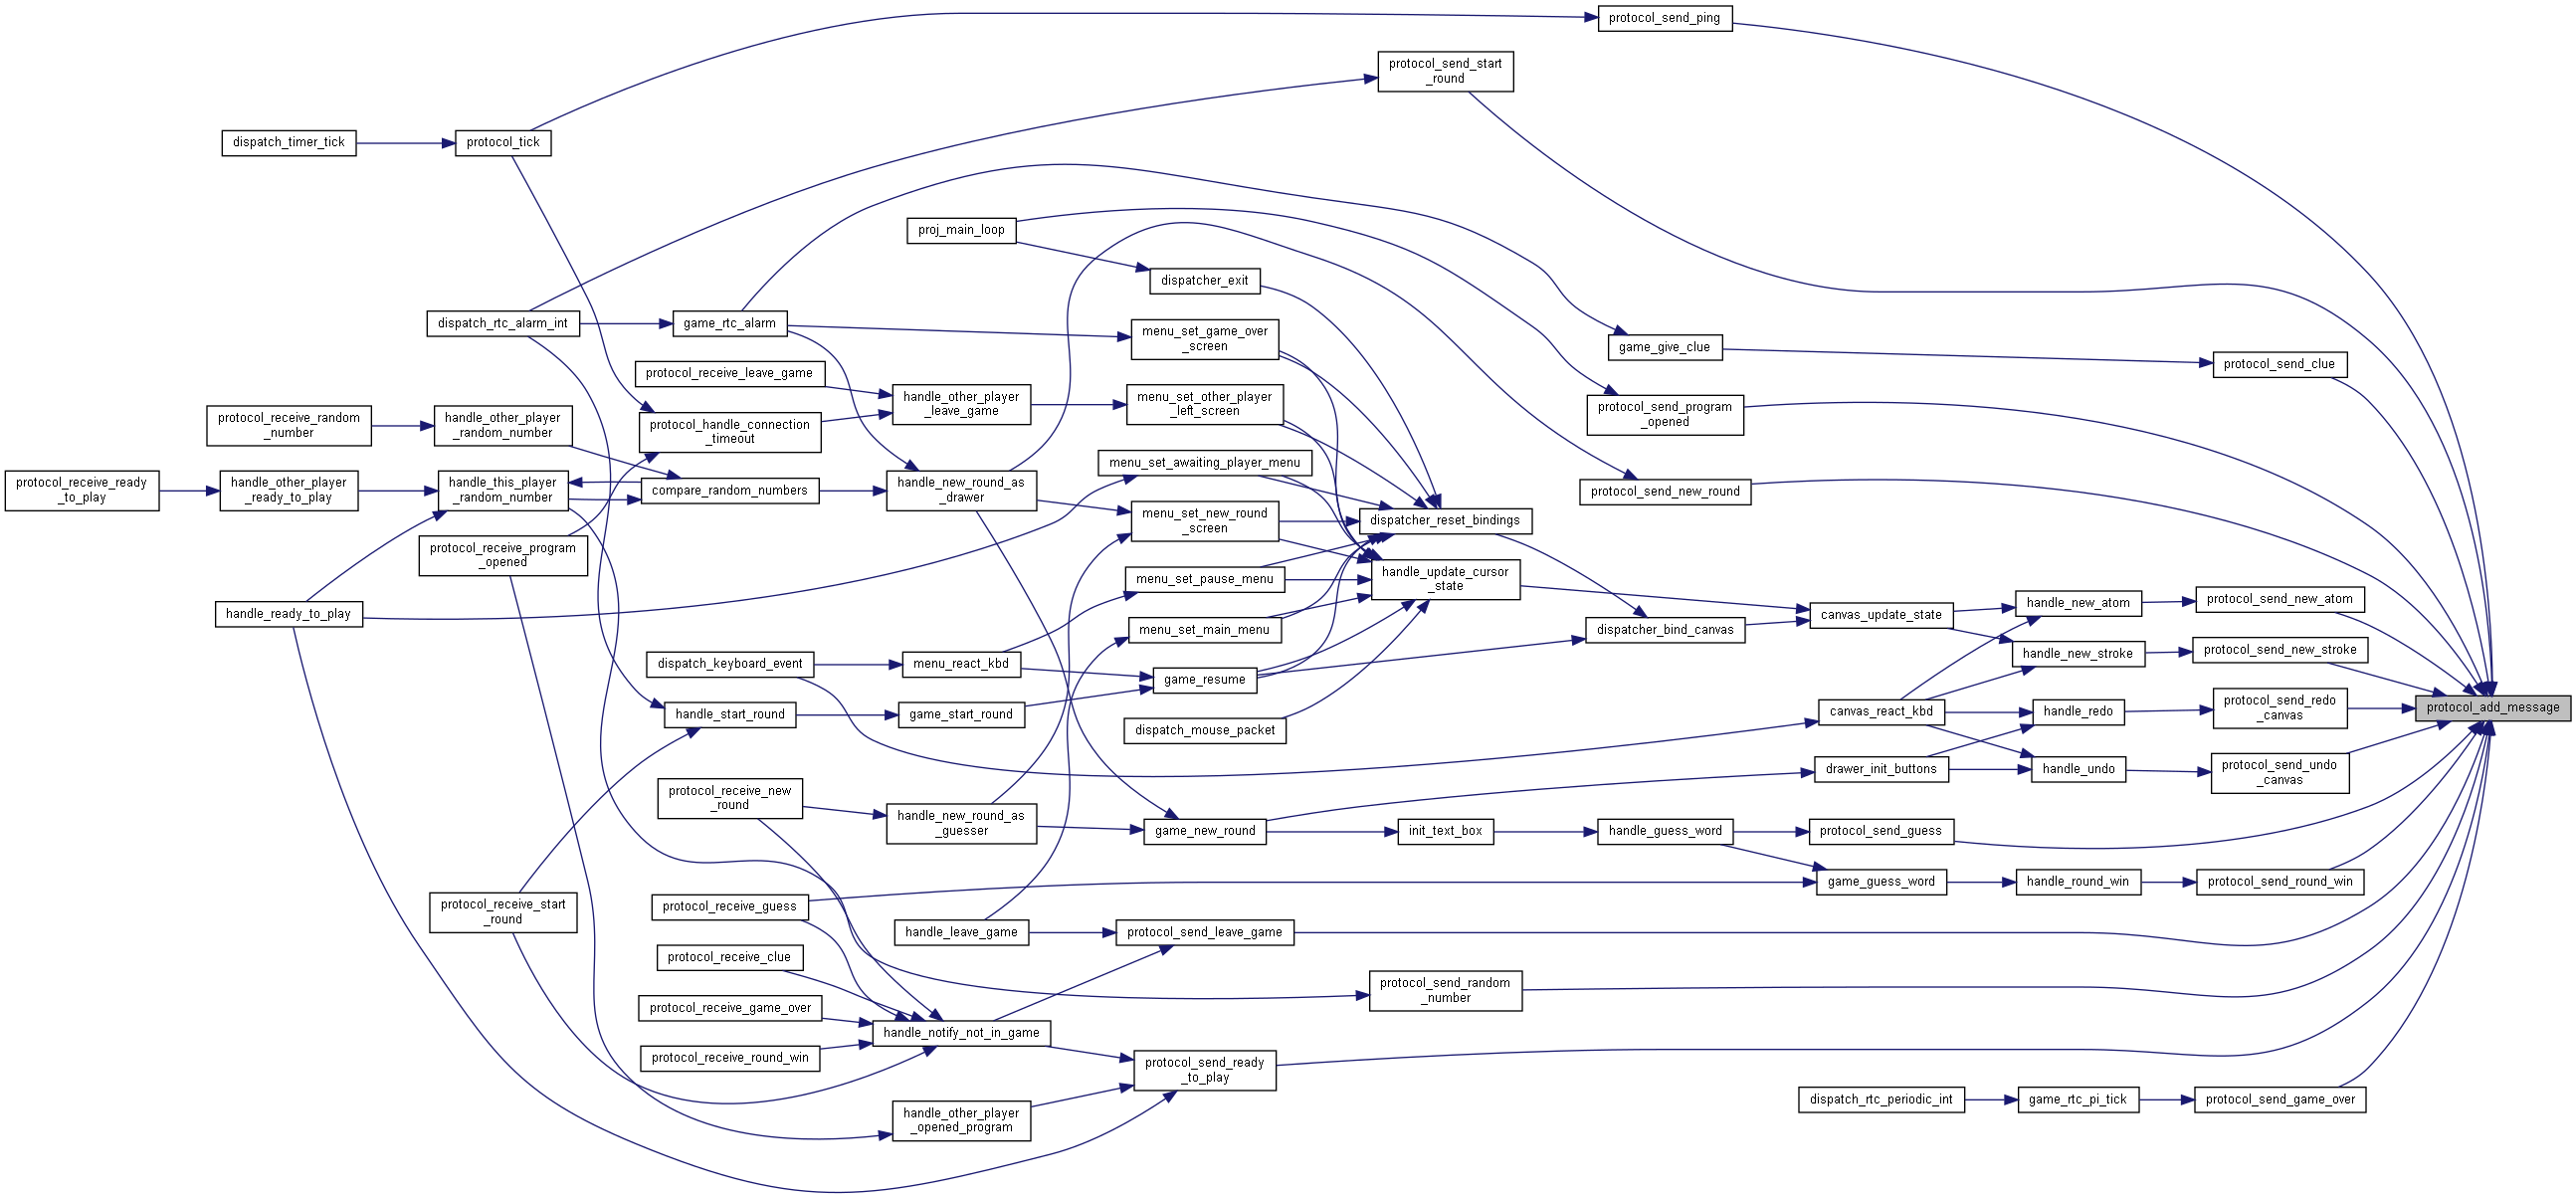 protocol_send_ping
protocol_send_start
_round
dispatch_timer_tick
protocol_tick
proj_main_loop
dispatcher_exit
dispatch_rtc_alarm_int
game_rtc_alarm
menu_set_game_over
_screen
game_give_clue
protocol_send_clue
protocol_receive_leave_game
handle_other_player
_leave_game
menu_set_other_player
_left_screen
protocol_send_program
_opened
protocol_receive_random
_number
handle_other_player
_random_number
protocol_handle_connection
_timeout
menu_set_awaiting_player_menu
protocol_receive_ready
_to_play
handle_other_player
_ready_to_play
handle_this_player
_random_number
compare_random_numbers
handle_new_round_as
_drawer
protocol_send_new_round
menu_set_new_round
_screen
dispatcher_reset_bindings
protocol_receive_program
_opened
menu_set_pause_menu
handle_update_cursor
_state
handle_new_atom
protocol_send_new_atom
handle_ready_to_play
menu_set_main_menu
dispatcher_bind_canvas
canvas_update_state
handle_new_stroke
protocol_send_new_stroke
dispatch_keyboard_event
menu_react_kbd
game_resume
handle_start_round
game_start_round
canvas_react_kbd
handle_redo
protocol_send_redo
_canvas
protocol_add_message
dispatch_mouse_packet
drawer_init_buttons
handle_undo
protocol_send_undo
_canvas
protocol_receive_new
_round
handle_new_round_as
_guesser
game_new_round
init_text_box
handle_guess_word
protocol_send_guess
game_guess_word
handle_round_win
protocol_send_round_win
protocol_receive_start
_round
protocol_receive_guess
handle_leave_game
protocol_send_leave_game
protocol_receive_clue
protocol_send_random
_number
protocol_receive_game_over
handle_notify_not_in_game
protocol_receive_round_win
protocol_send_ready
_to_play
handle_other_player
_opened_program
dispatch_rtc_periodic_int
game_rtc_pi_tick
protocol_send_game_over